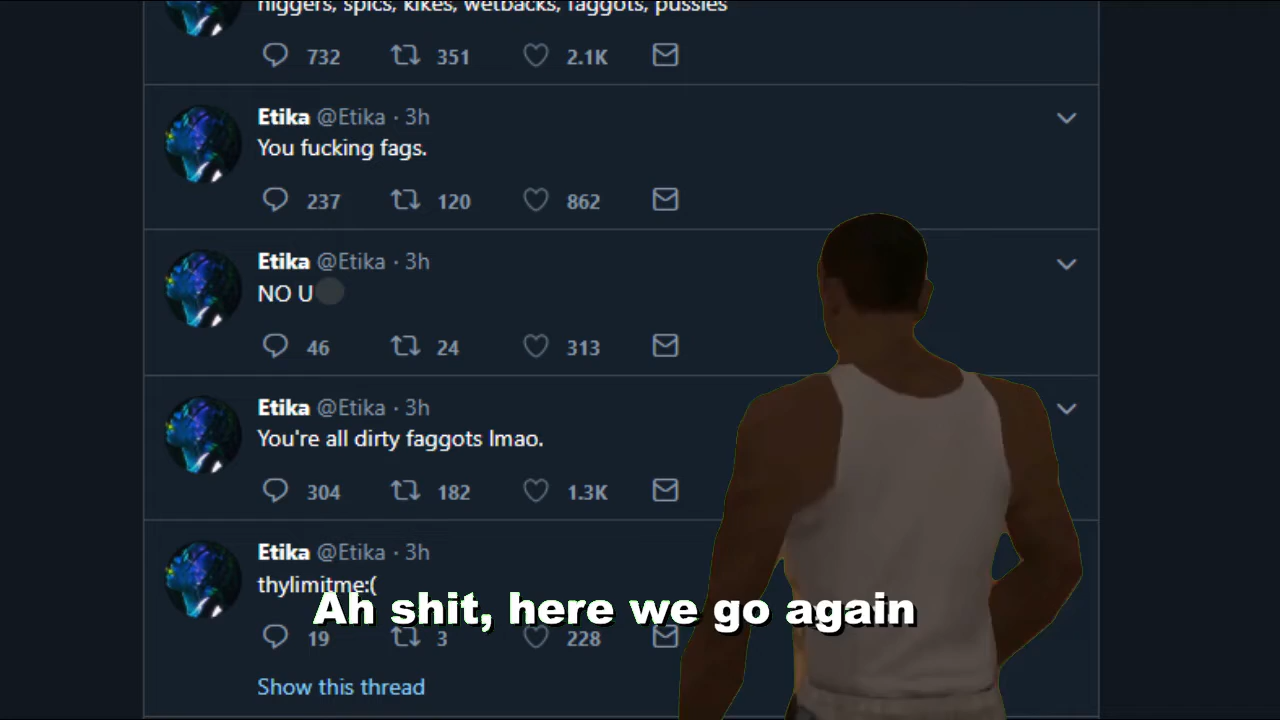 niggers, spics, kikes, wetbacks, faggots, pussies
732 351 2.1K
Etika @Etika · 3h
You fucking fags.
237 120 862
Etika @Etika · 3h
NO U
46 24 313
Etika @Etika · 3h
You're all dirty faggots lmao.
304 182 1.3K
Etika @Etika · 3h
thylimitme:(
Ah shit, here we go again
19 3 228
Show this thread